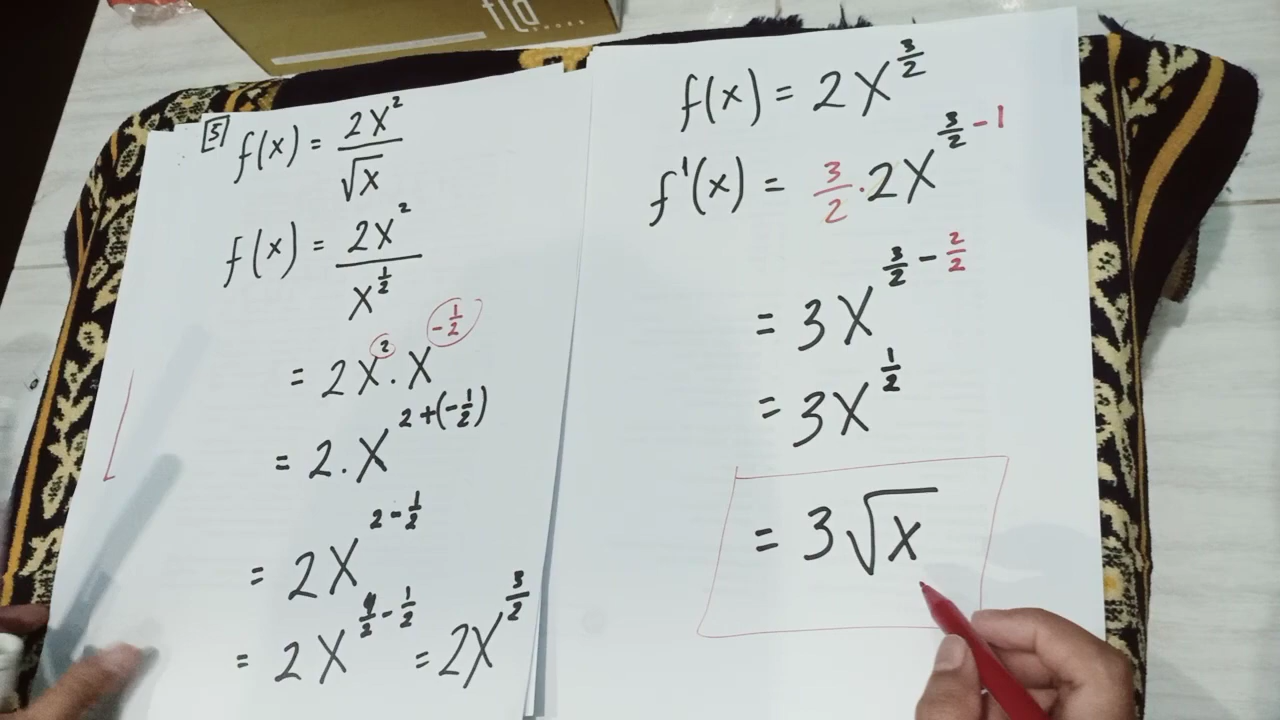 fla.....
[5] f(x) = 2x² / √x
f(x) = 2x² / x^(1/2)
= 2x² . x^(-1/2)
= 2 . x^(2+(-1/2))
= 2x^(2-1/2)
= 2x^(4/2-1/2) = 2x^(3/2)
f(x) = 2x^(3/2)
f'(x) = 3/2 . 2x^(3/2-1)
= 3x^(3/2-2/2)
= 3x^(1/2)
= 3√x